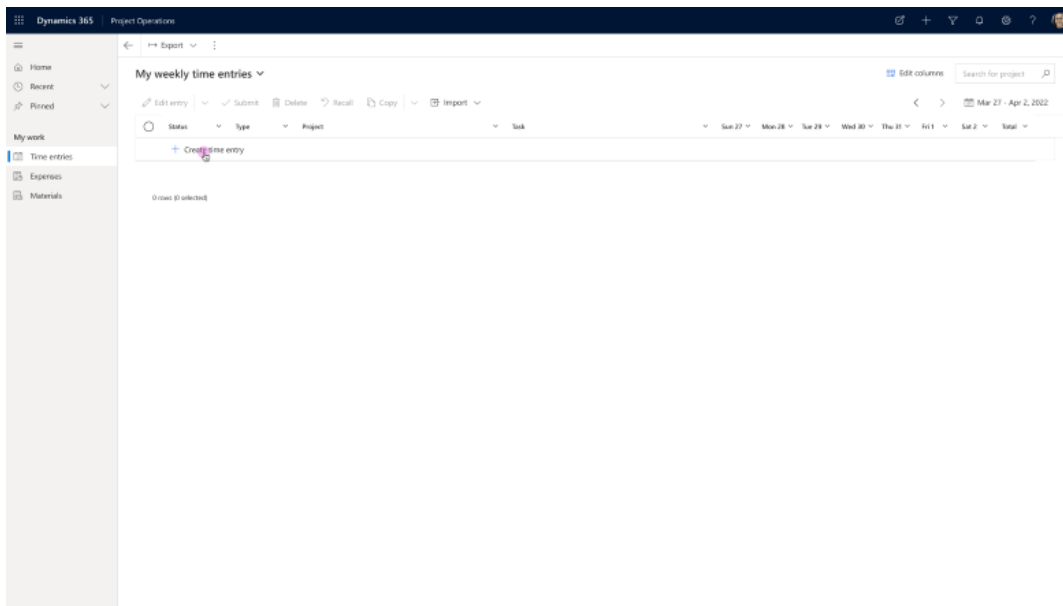 Dynamics 365 Project Operations ?
Export
Home
My weekly time entries Edit columns Search for project
Recent
Edit entry Submit Delete Recall Copy Import Mar 27 - Apr 2, 2022
Pinned
Status Type Project Task Sun 27 Mon 28 Tue 29 Wed 30 Thu 31 Fri 1 Sat 2 Total
My work
Create time entry
Time entries
Expenses
Materials
0 rows (0 selected)